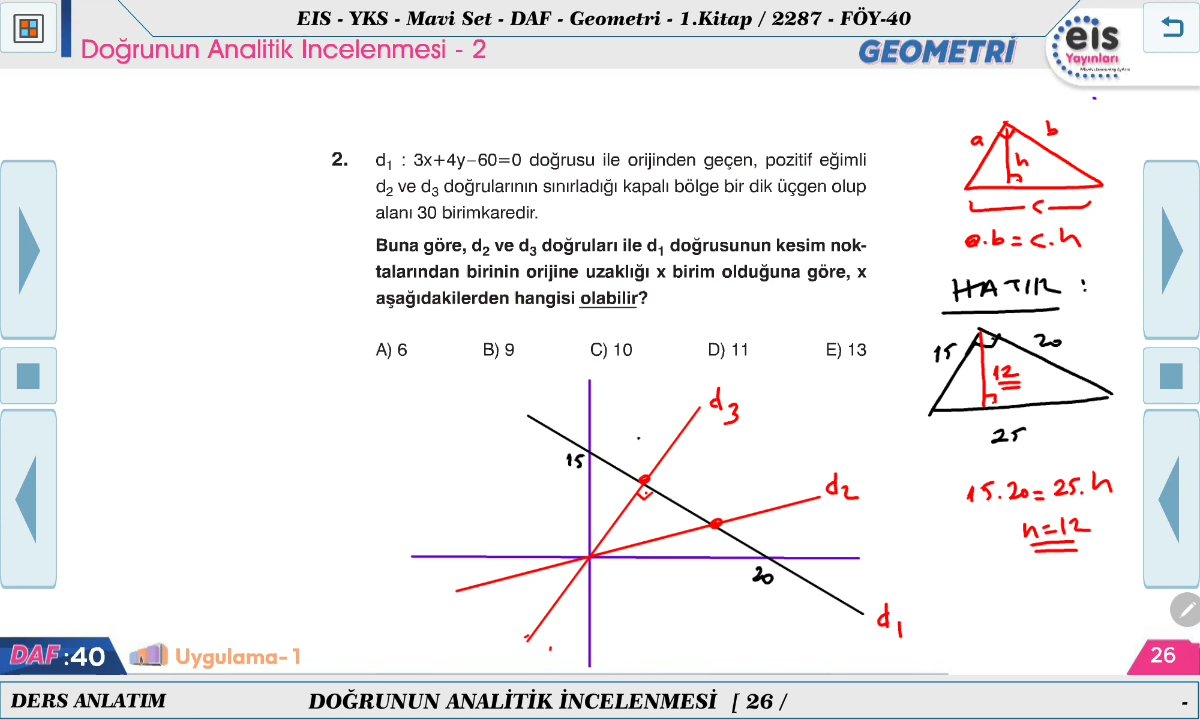 EIS - YKS - Mavi Set - DAF - Geometri - 1.Kitap / 2287 - FÖY-40
Doğrunun Analitik İncelenmesi - 2
GEOMETRİ
eis
Yayınları
2. d₁ : 3x+4y−60=0 doğrusu ile orijinden geçen, pozitif eğimli
d₂ ve d₃ doğrularının sınırladığı kapalı bölge bir dik üçgen olup
alanı 30 birimkaredir.
Buna göre, d₂ ve d₃ doğruları ile d₁ doğrusunun kesim nok-
talarından birinin orijine uzaklığı x birim olduğuna göre, x
aşağıdakilerden hangisi olabilir?
A) 6 B) 9 C) 10 D) 11 E) 13
a b
h
c
a.b = c.h
HATIR :
15 20
12
25
15.20 = 25.h
h=12
d₃
15
d₂
20
d₁
DAF:40
Uygulama-1
26
DERS ANLATIM
DOĞRUNUN ANALİTİK İNCELENMESİ [ 26 /
-